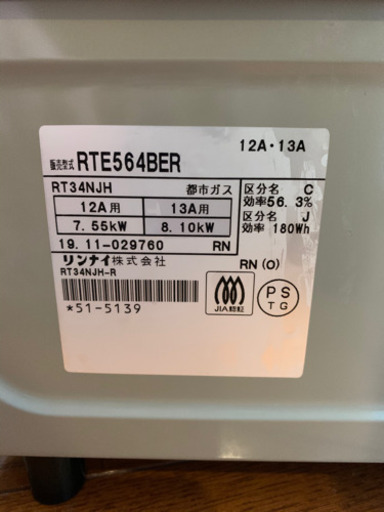 12A・13A
販売型式 RTE564BER
RT34NJH 都市ガス
12A用 13A用
7.55kW 8.10kW
区分名 C
効率56.3%
区分名 J
効率 180Wh
19.11-029760 RN
リンナイ株式会社
RN(O)
RT34NJH-R
*51-5139
JIA認証
PS
TG